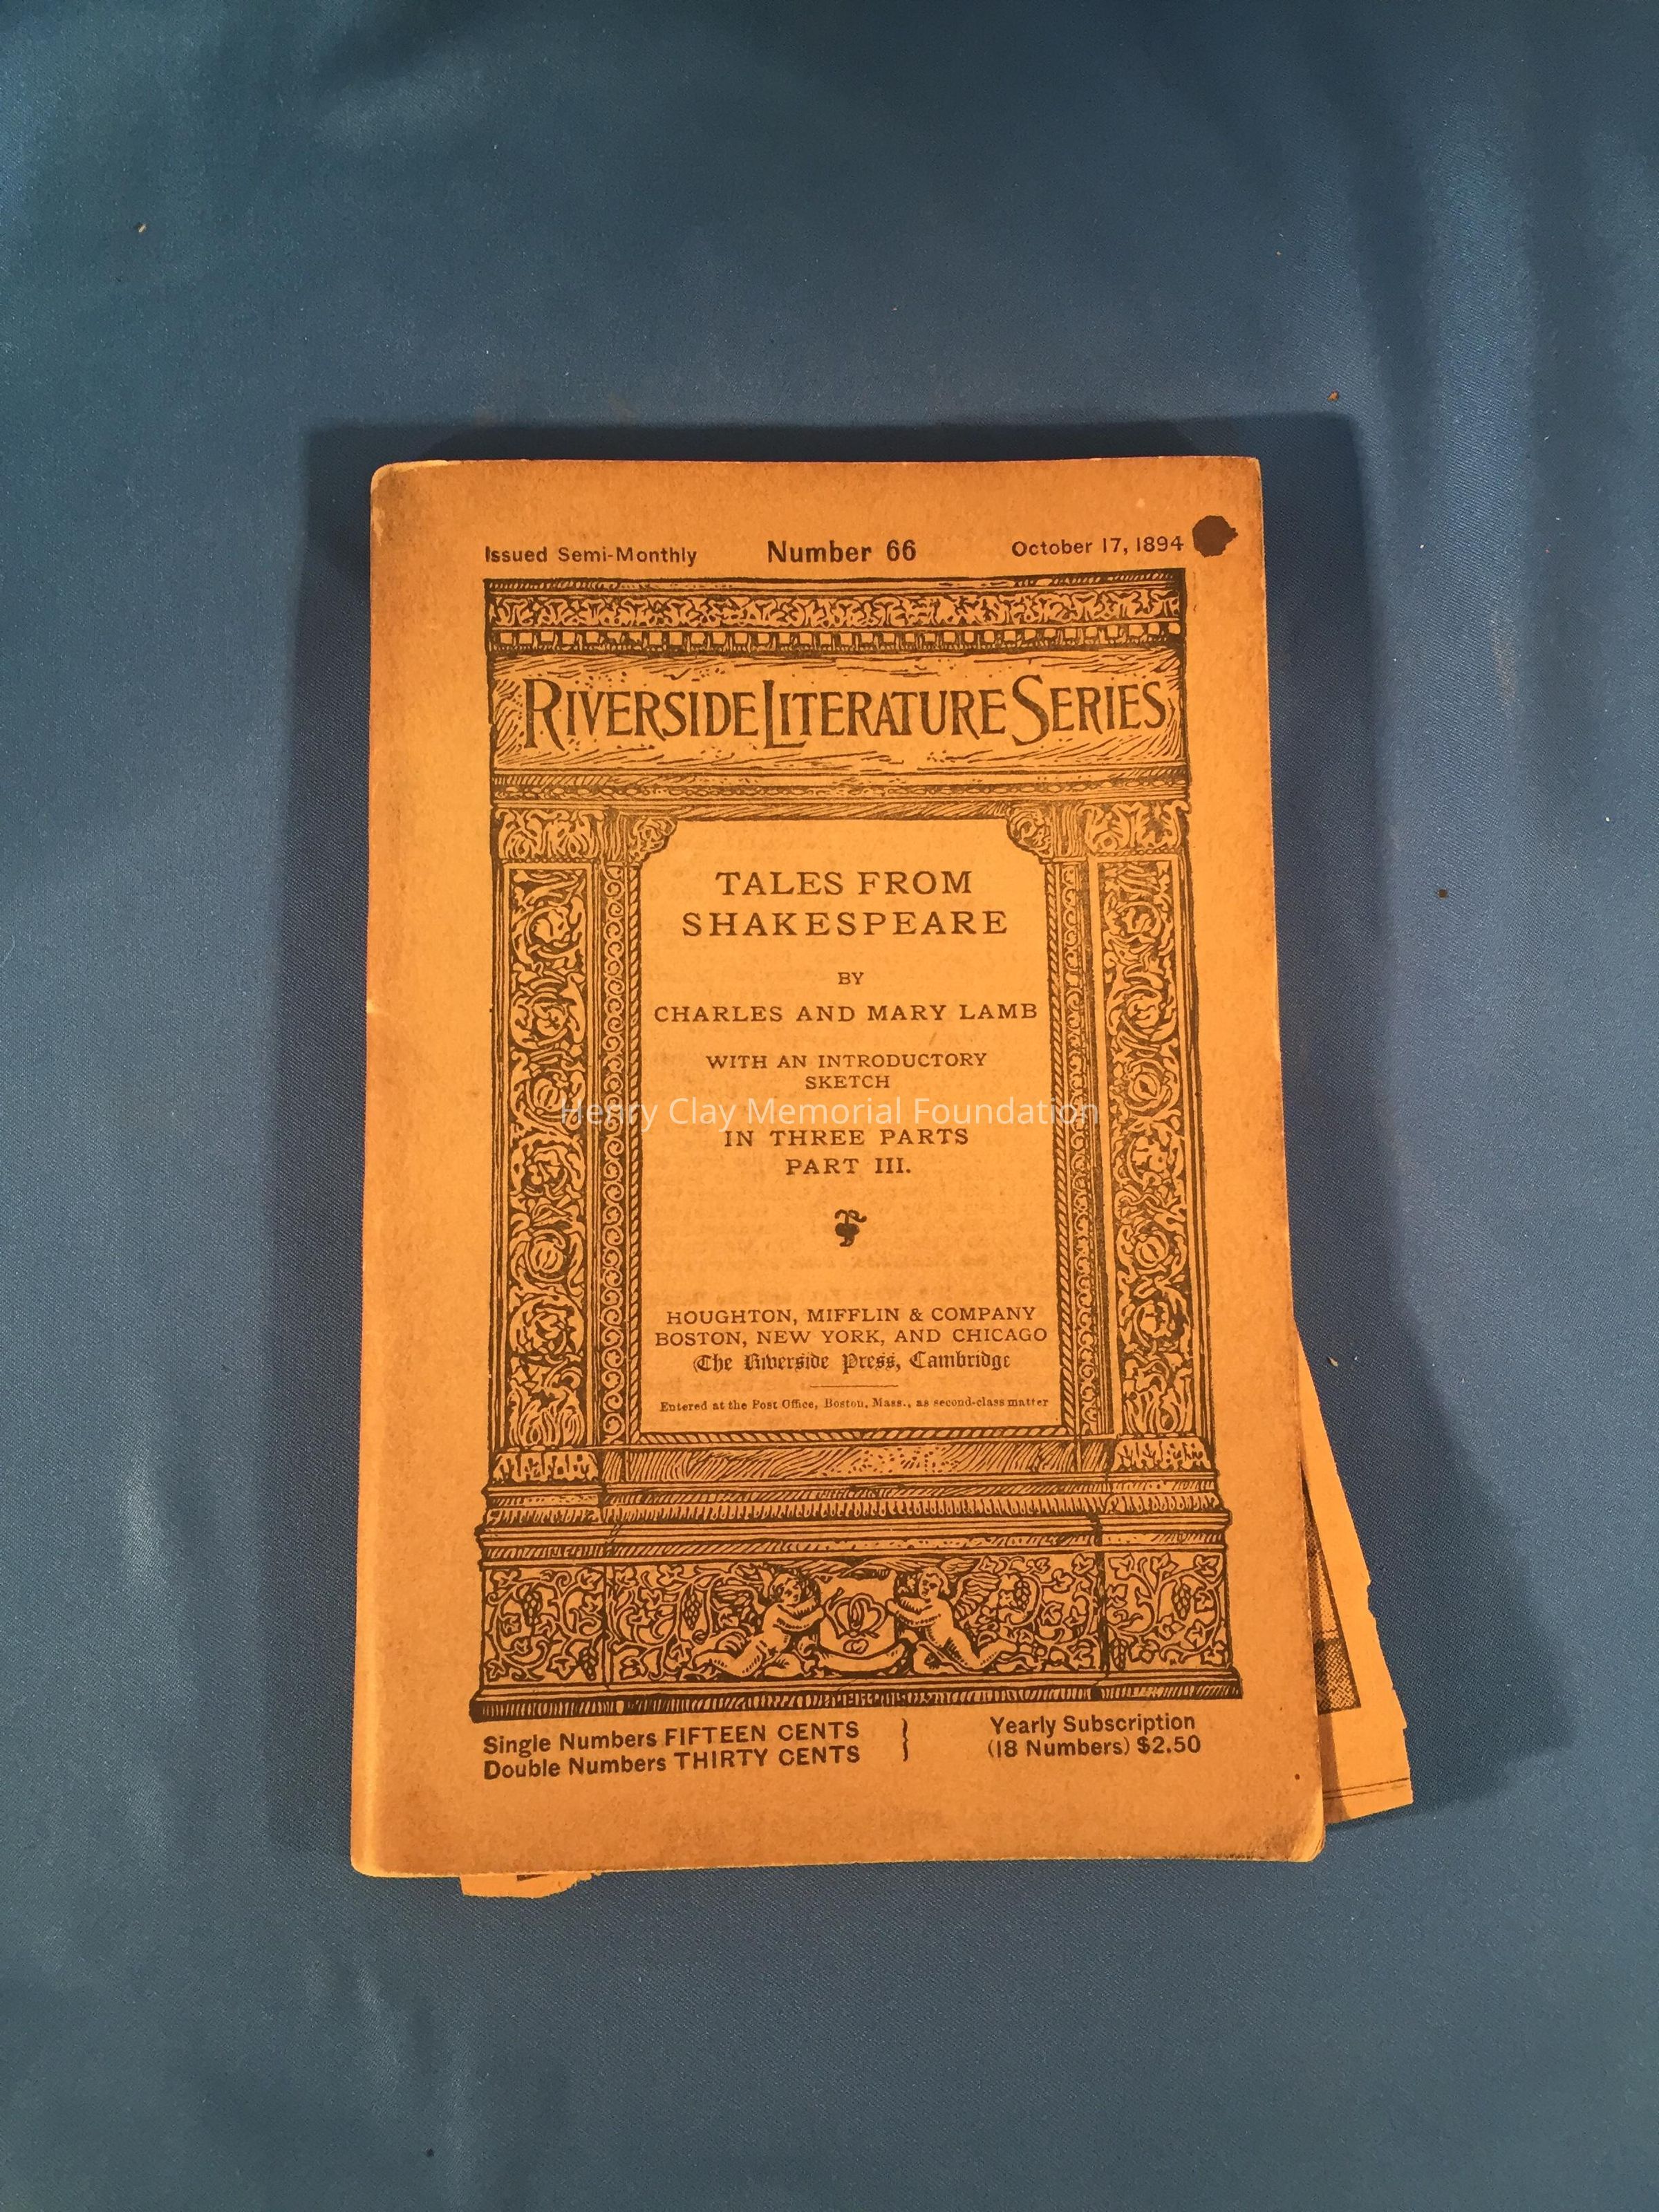 Issued Semi-Monthly Number 66 October 17, 1894
RIVERSIDE LITERATURE SERIES
TALES FROM
SHAKESPEARE
BY
CHARLES AND MARY LAMB
WITH AN INTRODUCTORY
SKETCH
Henry Clay Memorial Foundation
IN THREE PARTS
PART III.
HOUGHTON, MIFFLIN & COMPANY
BOSTON, NEW YORK, AND CHICAGO
The Riverside Press, Cambridge
Entered at the Post Office, Boston, Mass., as second-class matter
Single Numbers FIFTEEN CENTS
Double Numbers THIRTY CENTS
}
Yearly Subscription
(18 Numbers) $2.50